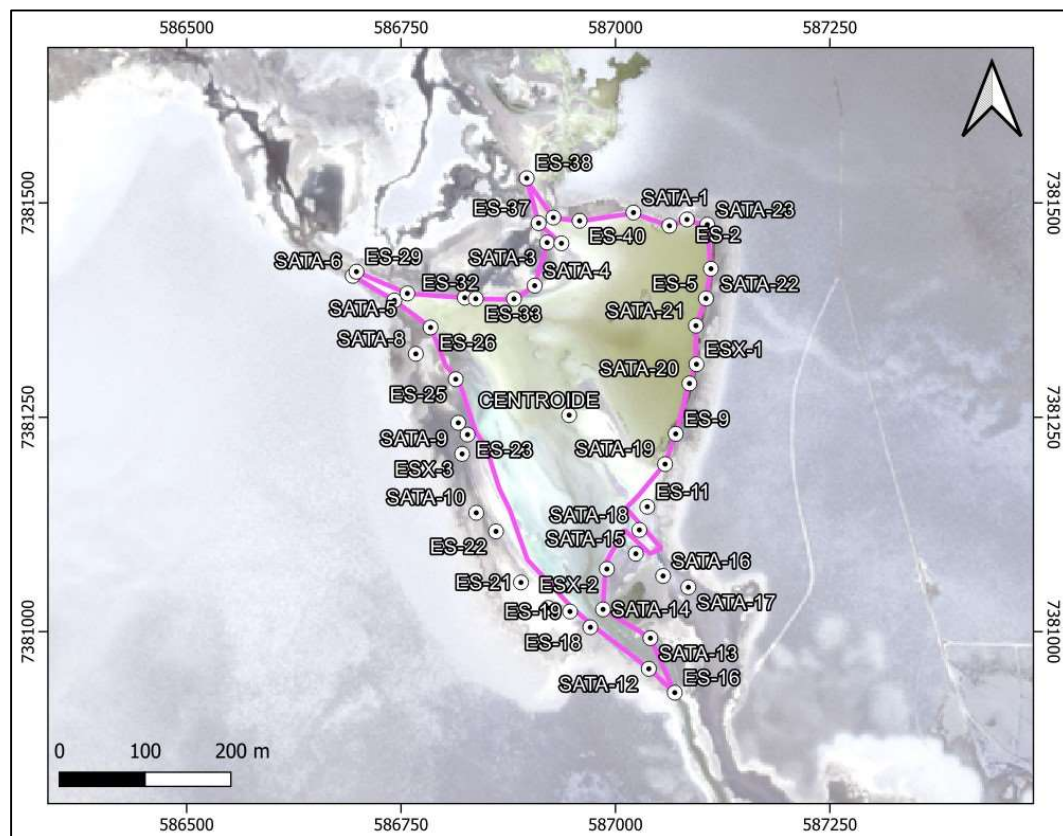 586500 586750 587000 587250
ES-38
7381500 7381500
SATA-1
SATA-23
ES-37
ES-40
ES-2
SATA-3
SATA-6
ES-29
SATA-4
ES-32
ES-5
SATA-22
SATA-5
ES-33
SATA-21
SATA-8
ES-26
ESX-1
SATA-20
ES-25
CENTROIDE
7381250 7381250
ES-9
SATA-9
ES-23
SATA-19
ESX-3
SATA-10
ES-11
SATA-18
ES-22
SATA-15
SATA-16
ES-21
ESX-2
SATA-17
ES-19
SATA-14
7381000 7381000
ES-18
SATA-13
SATA-12
ES-16
0 100 200 m
586500 586750 587000 587250